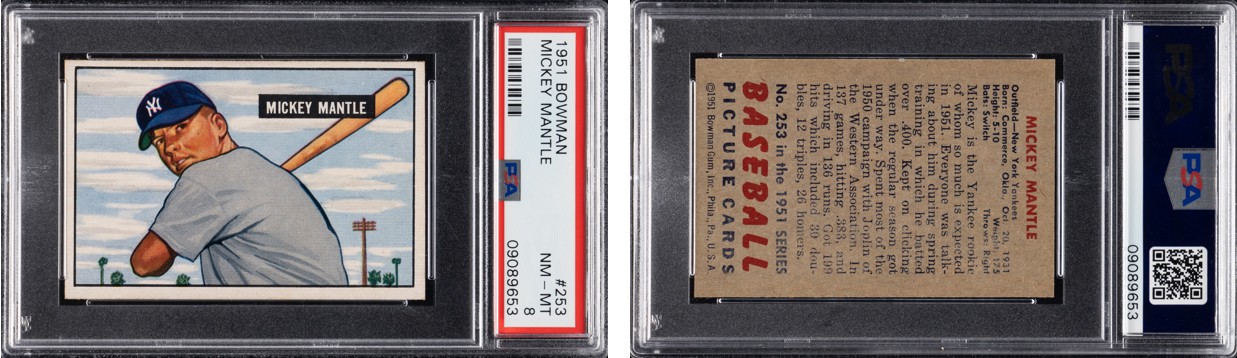 NY
MICKEY MANTLE
1951 BOWMAN #253
MICKEY MANTLE NM - MT
8
PSA 09089653
MICKEY MANTLE
Outfield—New York Yankees
Born: Commerce, Okla., Oct. 20, 1931
Height: 5-10 Weight: 175
Bats: Switch Throws: Right
Mickey is the Yankee rookie
of whom so much is expected
in 1951. Everyone was talk-
ing about him during spring
training in which he batted
over .400. Kept on clicking
when the regular season got
under way. Spent most of the
1950 campaign with Joplin of
the Western Association. In
137 games, hitting .383, and
driving in 136 runs. Got 199
hits which included 30 dou-
bles, 12 triples, 26 homers.
No. 253 in the 1951 SERIES
BASEBALL
PICTURE CARDS
©1951 Bowman Gum, Inc., Phila., Pa., U.S.A.
PSA
PSA
09089653